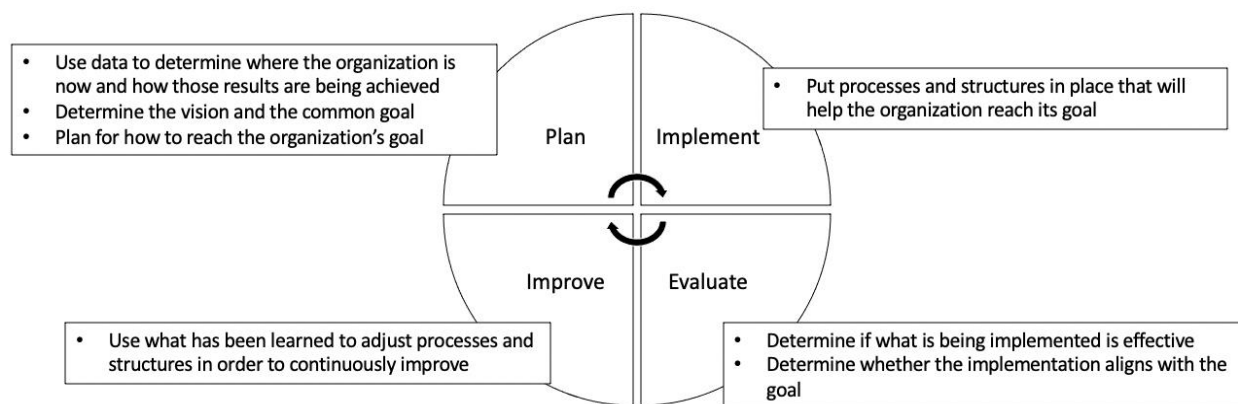 • Use data to determine where the organization is
now and how those results are being achieved
• Determine the vision and the common goal
• Plan for how to reach the organization’s goal
Plan
Implement
• Put processes and structures in place that will
help the organization reach its goal
Improve
Evaluate
• Use what has been learned to adjust processes and
structures in order to continuously improve
• Determine if what is being implemented is effective
• Determine whether the implementation aligns with the
goal